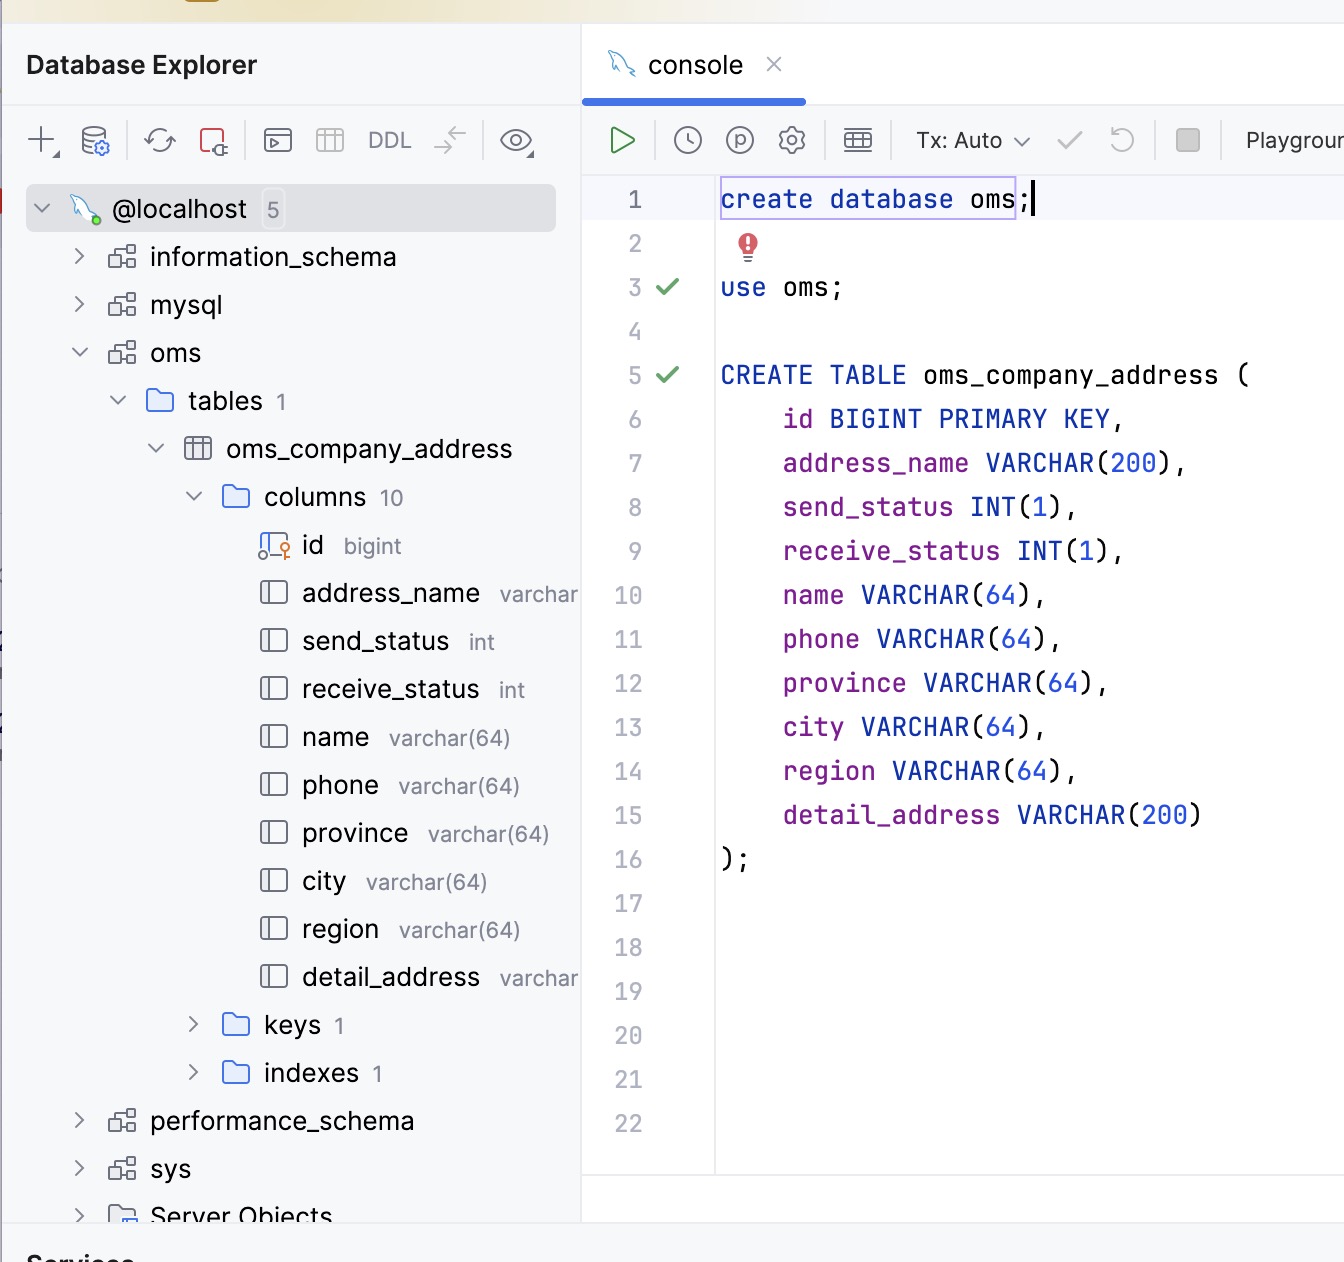 Database Explorer
console
DDL
Tx: Auto
@localhost 5
information_schema
mysql
oms
tables 1
oms_company_address
columns 10
id bigint
address_name varchar
send_status int
receive_status int
name varchar(64)
phone varchar(64)
province varchar(64)
city varchar(64)
region varchar(64)
detail_address varchar
keys 1
indexes 1
performance_schema
sys
Server Objects
1 create database oms;
2
3 use oms;
4
5 CREATE TABLE oms_company_address (
6 id BIGINT PRIMARY KEY,
7 address_name VARCHAR(200),
8 send_status INT(1),
9 receive_status INT(1),
10 name VARCHAR(64),
11 phone VARCHAR(64),
12 province VARCHAR(64),
13 city VARCHAR(64),
14 region VARCHAR(64),
15 detail_address VARCHAR(200)
16 );
17
18
19
20
21
22
Services